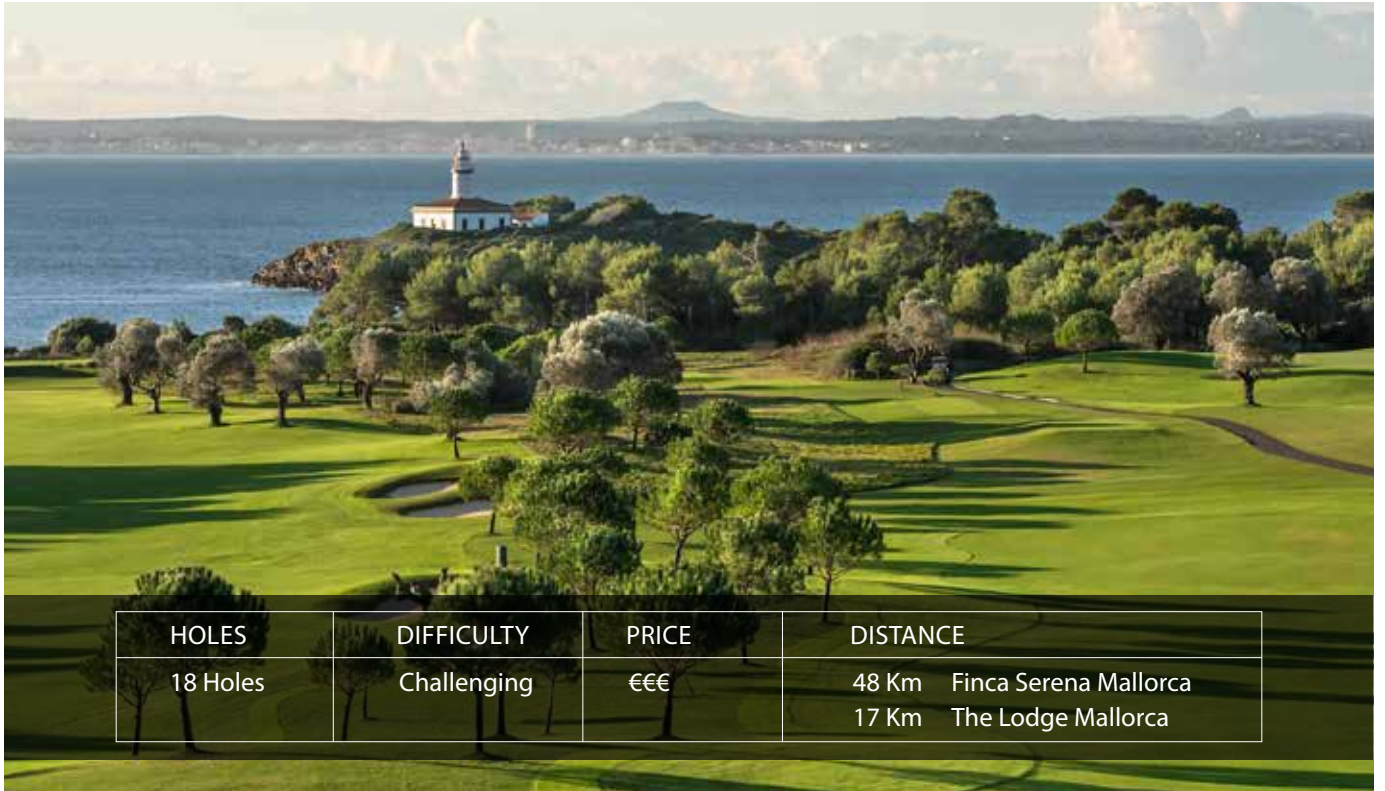 HOLES DIFFICULTY PRICE DISTANCE
18 Holes Challenging €€€ 48 Km Finca Serena Mallorca
17 Km The Lodge Mallorca